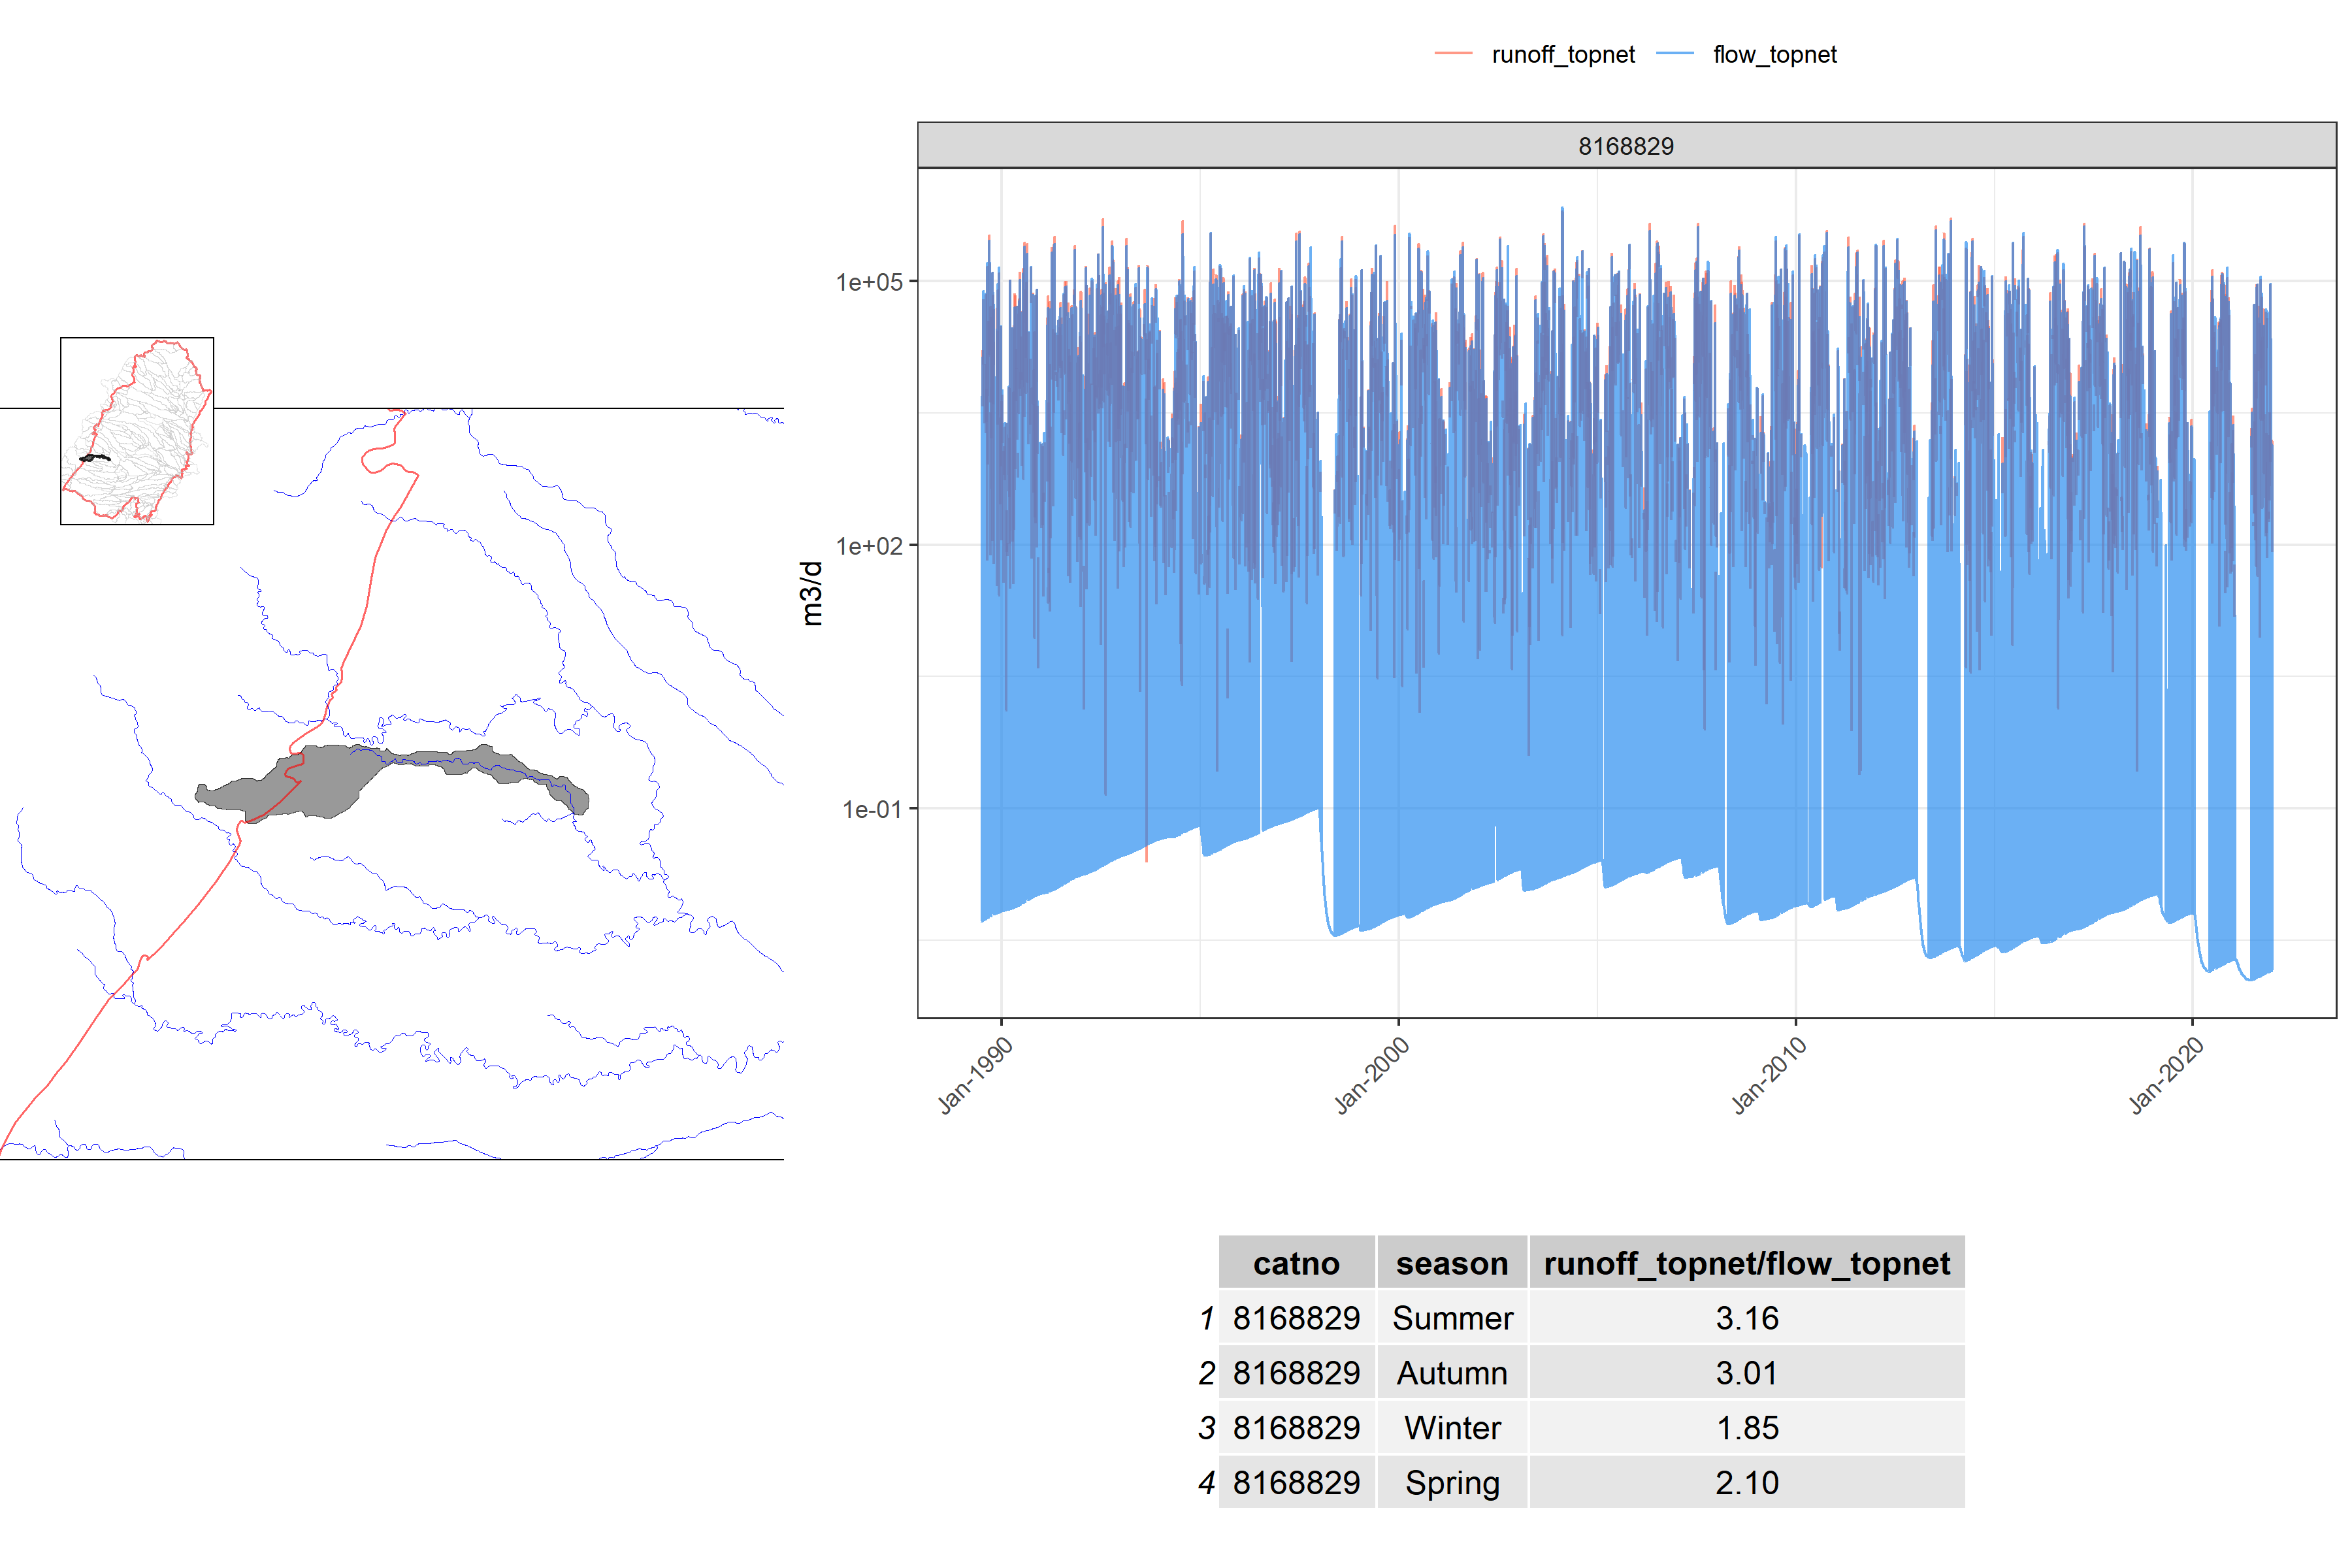 runoff_topnet flow_topnet
8168829
m3/d
1e+05
1e+02
1e-01
Jan-1990 Jan-2000 Jan-2010 Jan-2020
catno season runoff_topnet/flow_topnet
1 8168829 Summer 3.16
2 8168829 Autumn 3.01
3 8168829 Winter 1.85
4 8168829 Spring 2.10